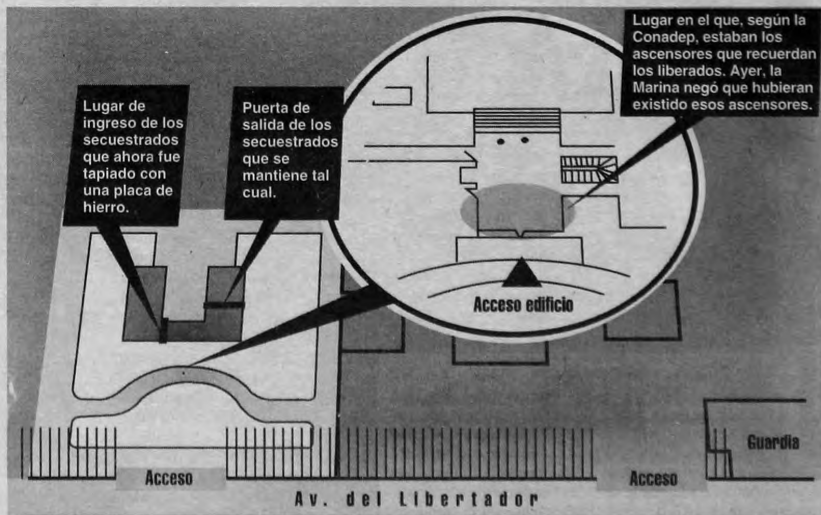 Lugar en el que, según la
Conadep, estaban los
ascensores que recuerdan
los liberados. Ayer, la
Marina negó que hubieran
existido esos ascensores.
Lugar de
ingreso de los
secuestrados
que ahora fue
tapiado con
una placa de
hierro.
Puerta de
salida de los
secuestrados
que se
mantiene tal
cual.
Acceso edificio
Guardia
Acceso
Acceso
Av. del Libertador